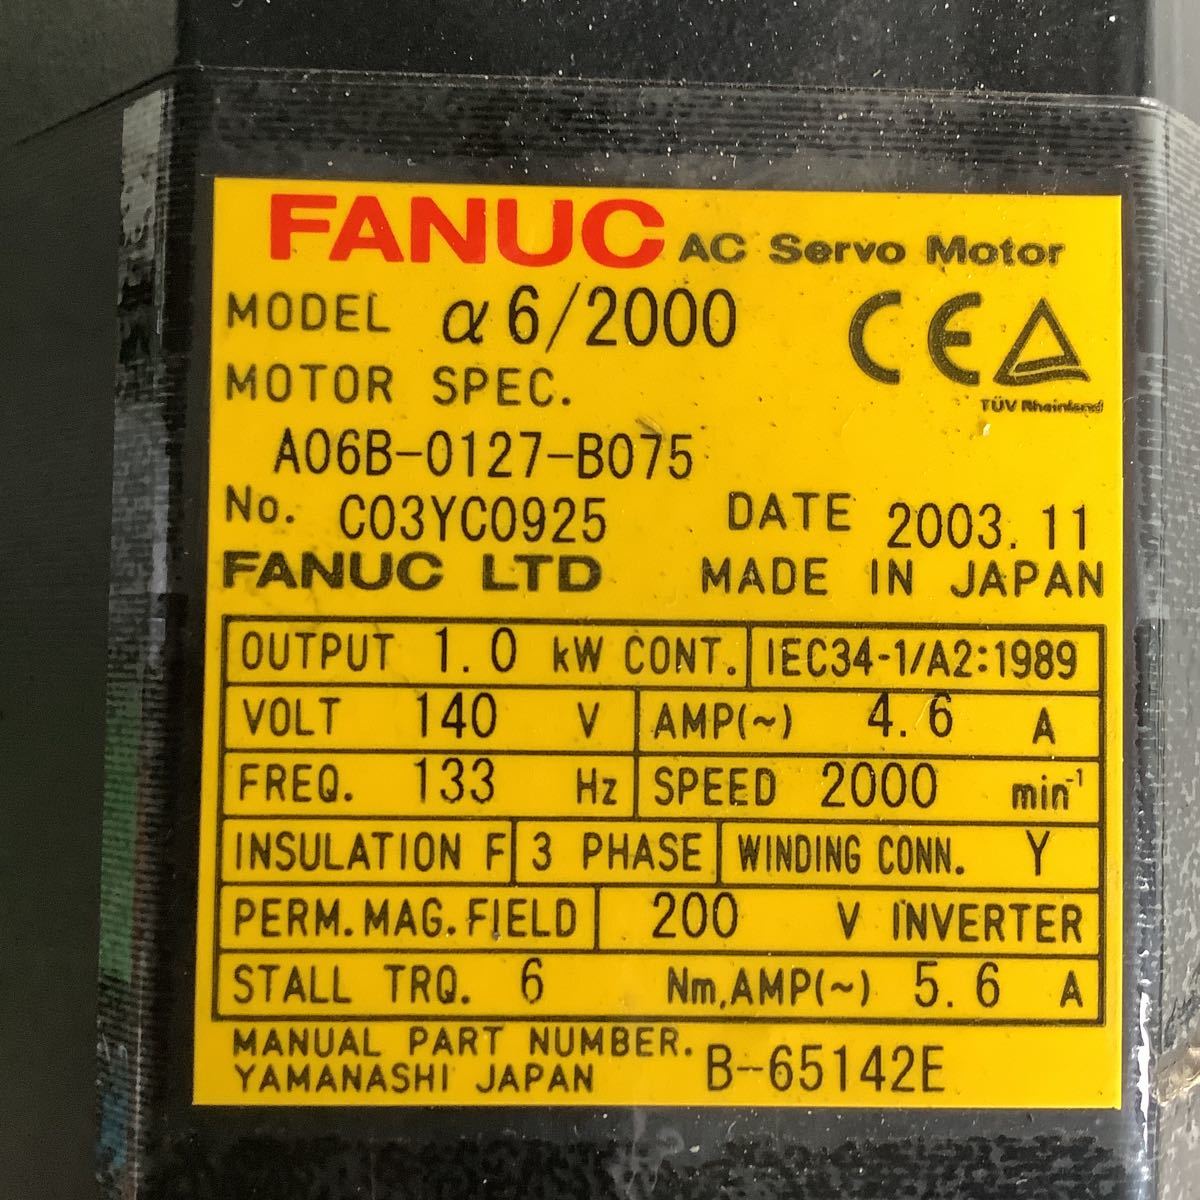 FANUC AC Servo Motor
MODEL α6/2000
CE
TÜV Rheinland
MOTOR SPEC.
A06B-0127-B075
No. C03YC0925 DATE 2003.11
FANUC LTD MADE IN JAPAN
OUTPUT 1.0 kW CONT. IEC34-1/A2:1989
VOLT 140 V AMP(~) 4.6 A
FREQ. 133 Hz SPEED 2000 min⁻¹
INSULATION F 3 PHASE WINDING CONN. Y
PERM.MAG.FIELD 200 V INVERTER
STALL TRQ. 6 Nm,AMP(~) 5.6 A
MANUAL PART NUMBER. B-65142E
YAMANASHI JAPAN